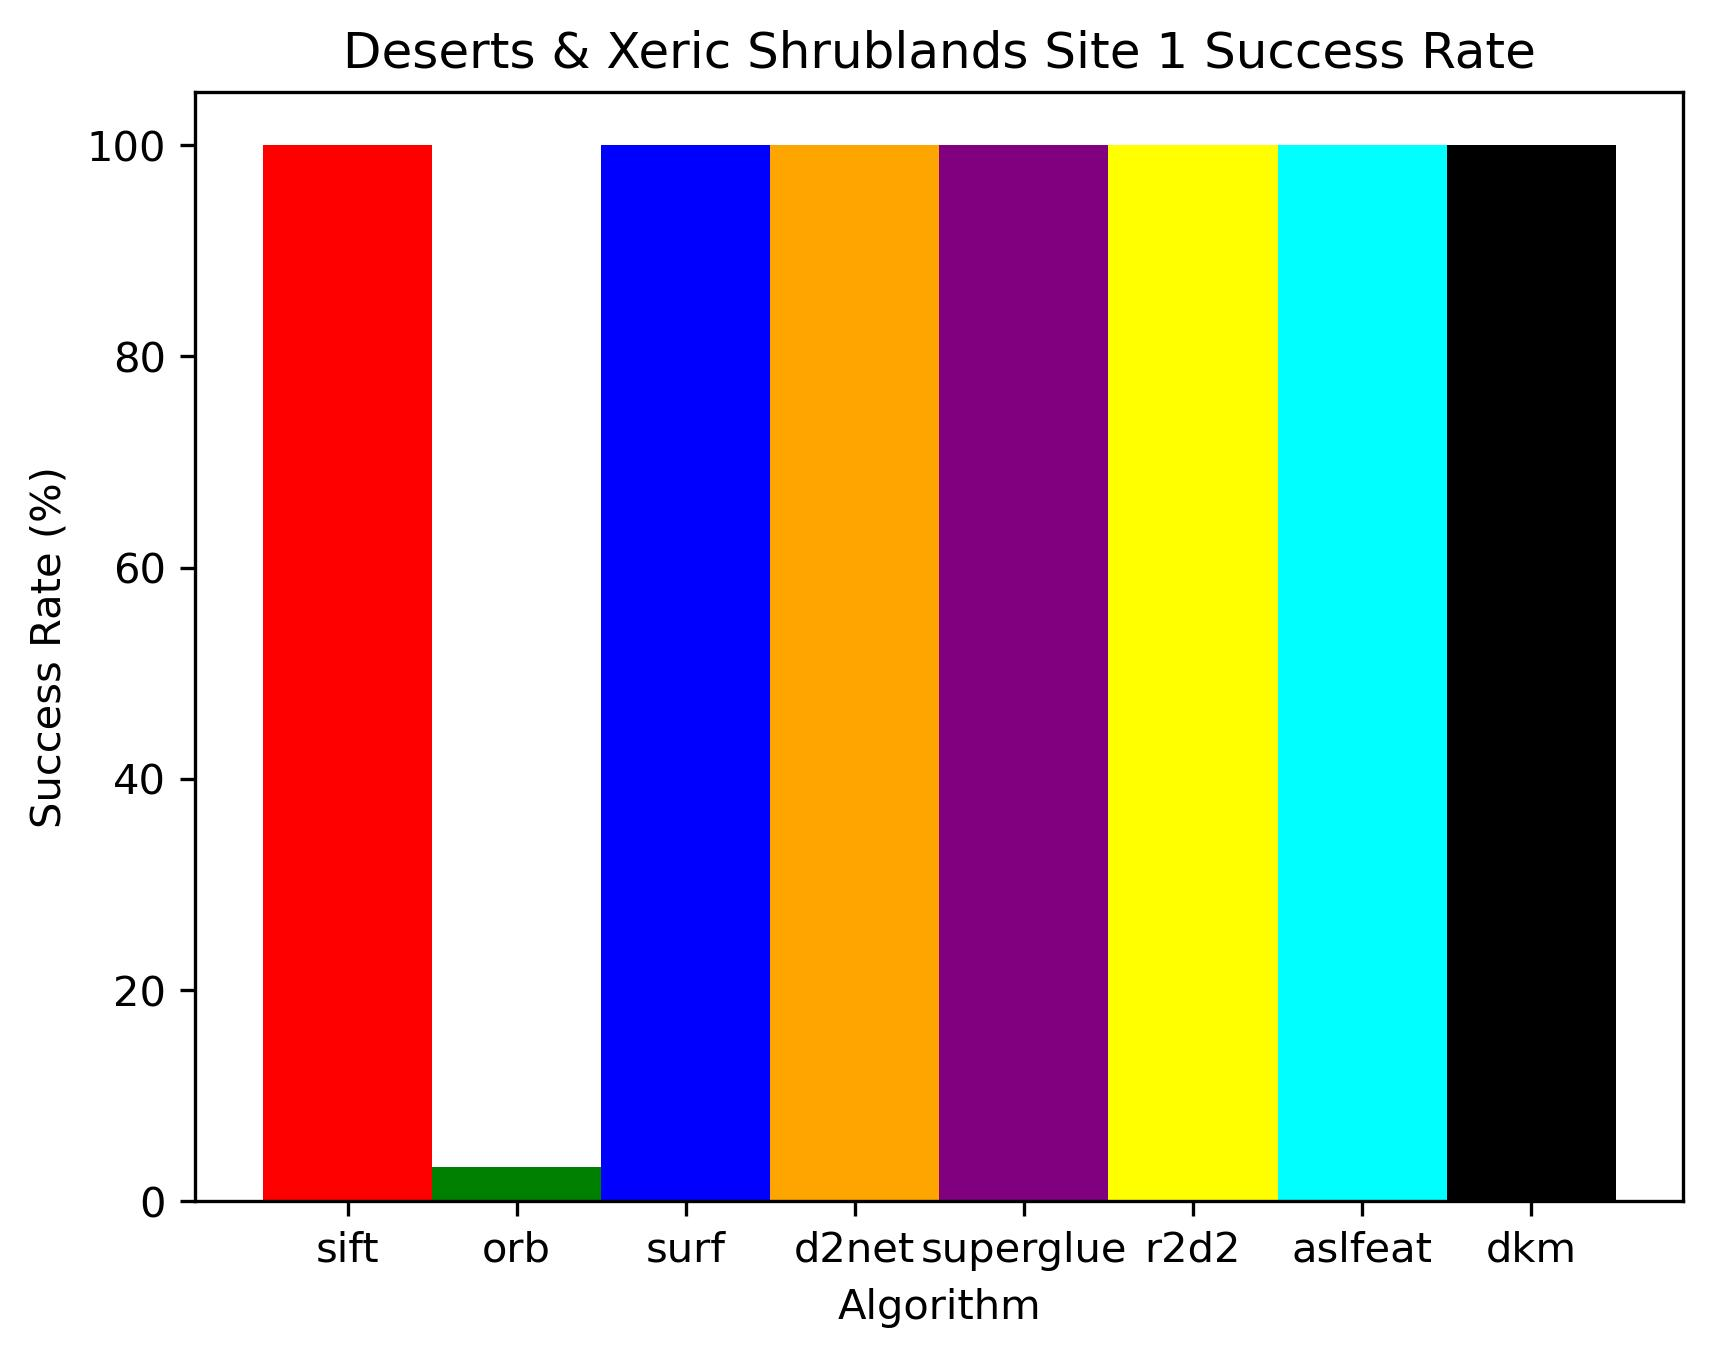 Deserts & Xeric Shrublands Site 1 Success Rate
100
80
60
40
20
0
Success Rate (%)
sift orb surf d2net superglue r2d2 aslfeat dkm
Algorithm